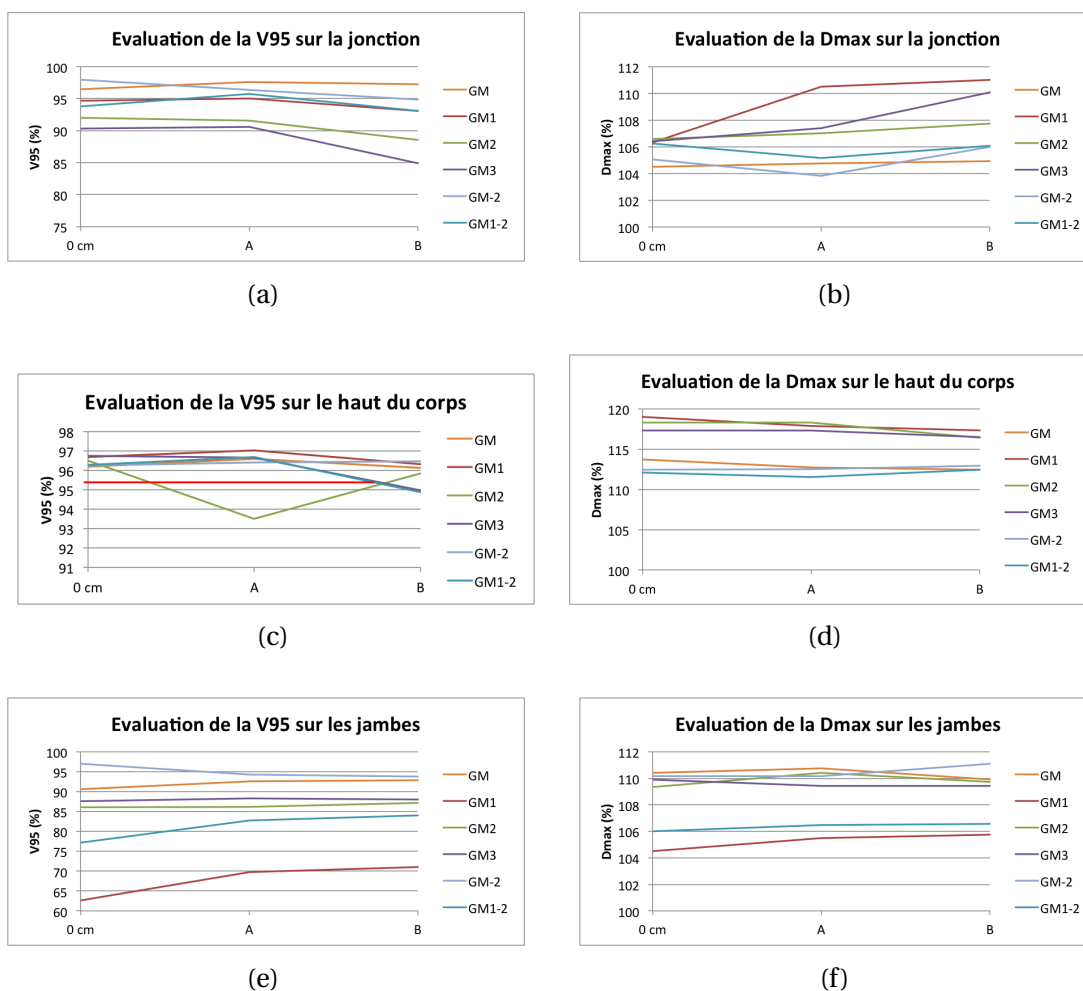 Evaluation de la V95 sur la jonction
100
95
90
85
80
75
V95 (%)
0 cm A B
GM
GM1
GM2
GM3
GM-2
GM1-2
(a)
Evaluation de la Dmax sur la jonction
112
110
108
106
104
102
100
Dmax (%)
0 cm A B
GM
GM1
GM2
GM3
GM-2
GM1-2
(b)
Evaluation de la V95 sur le haut du corps
98
97
96
95
94
93
92
91
V95 (%)
0 cm A B
GM
GM1
GM2
GM3
GM-2
GM1-2
(c)
Evaluation de la Dmax sur le haut du corps
120
115
110
105
100
Dmax (%)
0 cm A B
GM
GM1
GM2
GM3
GM-2
GM1-2
(d)
Evaluation de la V95 sur les jambes
100
95
90
85
80
75
70
65
60
V95 (%)
0 cm A B
GM
GM1
GM2
GM3
GM-2
GM1-2
(e)
Evaluation de la Dmax sur les jambes
112
110
108
106
104
102
100
Dmax (%)
0 cm A B
GM
GM1
GM2
GM3
GM-2
GM1-2
(f)